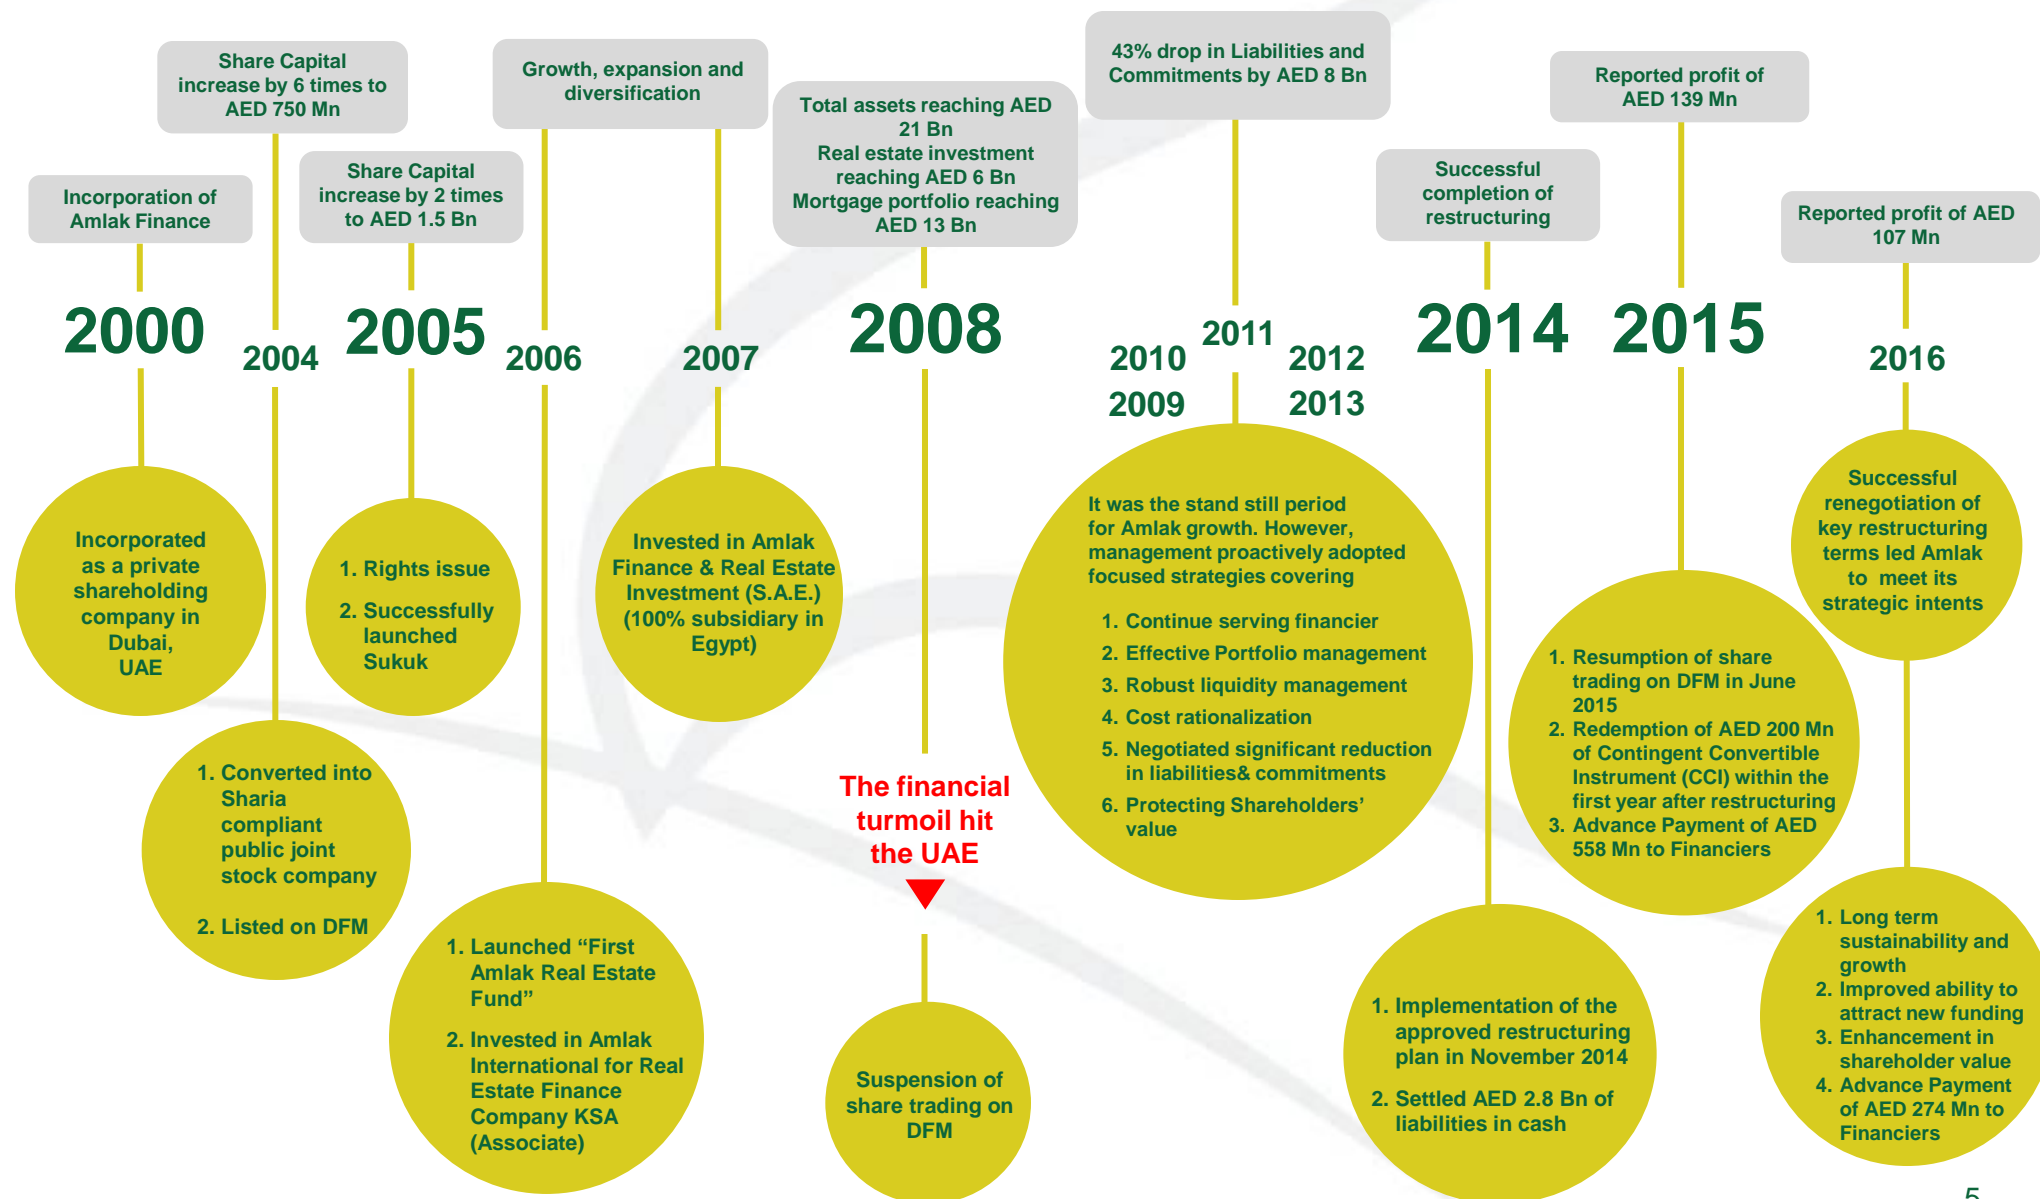 Incorporation of
Amlak Finance
2000
Incorporated
as a private
shareholding
company in
Dubai,
UAE
Share Capital
increase by 6 times to
AED 750 Mn
2004
1. Converted into
Sharia
compliant
public joint
stock company
2. Listed on DFM
Share Capital
increase by 2 times
to AED 1.5 Bn
2005
1. Rights issue
2. Successfully
launched
Sukuk
Growth, expansion and
diversification
2006
1. Launched “First
Amlak Real Estate
Fund”
2. Invested in Amlak
International for Real
Estate Finance
Company KSA
(Associate)
2007
Invested in Amlak
Finance & Real Estate
Investment (S.A.E.)
(100% subsidiary in
Egypt)
Total assets reaching AED
21 Bn
Real estate investment
reaching AED 6 Bn
Mortgage portfolio reaching
AED 13 Bn
2008
The financial
turmoil hit
the UAE
Suspension of
share trading on
DFM
43% drop in Liabilities and
Commitments by AED 8 Bn
2011
2010
2012
2009
2013
It was the stand still period
for Amlak growth. However,
management proactively adopted
focused strategies covering
1. Continue serving financier
2. Effective Portfolio management
3. Robust liquidity management
4. Cost rationalization
5. Negotiated significant reduction
in liabilities& commitments
6. Protecting Shareholders’
value
Successful
completion of
restructuring
2014
1. Implementation of the
approved restructuring
plan in November 2014
2. Settled AED 2.8 Bn of
liabilities in cash
Reported profit of
AED 139 Mn
2015
1. Resumption of share
trading on DFM in June
2015
2. Redemption of AED 200 Mn
of Contingent Convertible
Instrument (CCI) within the
first year after restructuring
3. Advance Payment of AED
558 Mn to Financiers
Reported profit of AED
107 Mn
2016
Successful
renegotiation of
key restructuring
terms led Amlak
to meet its
strategic intents
1. Long term
sustainability and
growth
2. Improved ability to
attract new funding
3. Enhancement in
shareholder value
4. Advance Payment
of AED 274 Mn to
Financiers
5